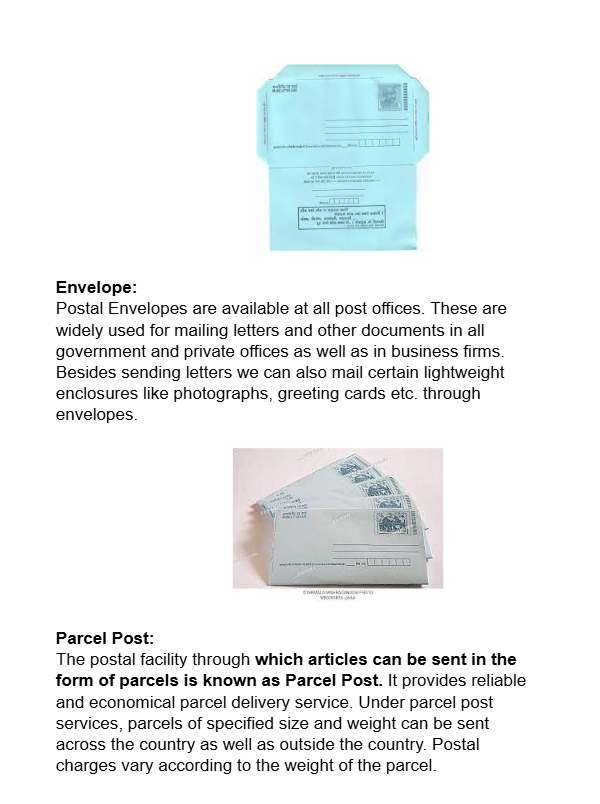 Envelope:
Postal Envelopes are available at all post offices. These are
widely used for mailing letters and other documents in all
government and private offices as well as in business firms.
Besides sending letters we can also mail certain lightweight
enclosures like photographs, greeting cards etc. through
envelopes.
Parcel Post:
The postal facility through which articles can be sent in the
form of parcels is known as Parcel Post. It provides reliable
and economical parcel delivery service. Under parcel post
services, parcels of specified size and weight can be sent
across the country as well as outside the country. Postal
charges vary according to the weight of the parcel.